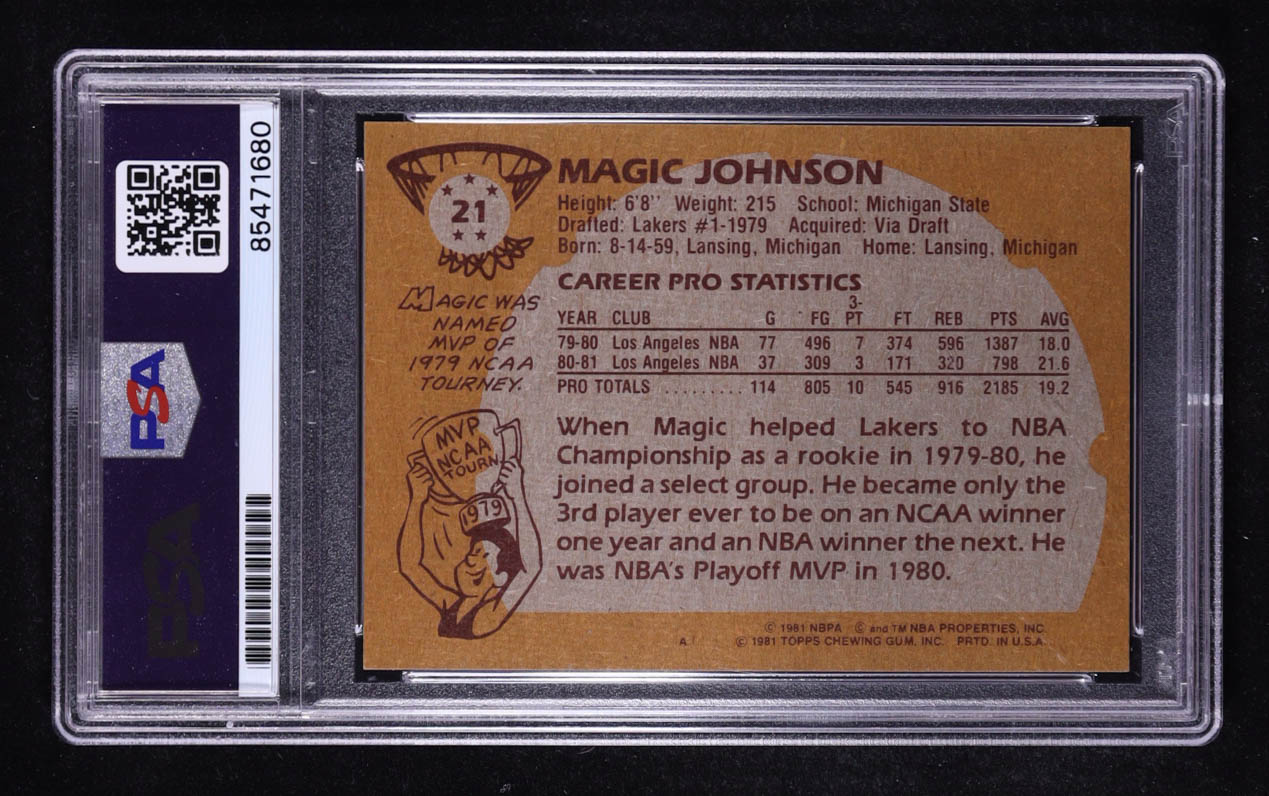 85471680
PSA
PSA
21
MAGIC JOHNSON
Height: 6'8'' Weight: 215 School: Michigan State
Drafted: Lakers #1-1979 Acquired: Via Draft
Born: 8-14-59, Lansing, Michigan Home: Lansing, Michigan
MAGIC WAS
NAMED
MVP OF
1979 NCAA
TOURNEY.
MVP
NCAA
TOURN
1979
CAREER PRO STATISTICS
YEAR CLUB G FG 3-PT FT REB PTS AVG
79-80 Los Angeles NBA 77 496 7 374 596 1387 18.0
80-81 Los Angeles NBA 37 309 3 171 320 798 21.6
PRO TOTALS ......... 114 805 10 545 916 2185 19.2
When Magic helped Lakers to NBA
Championship as a rookie in 1979-80, he
joined a select group. He became only the
3rd player ever to be on an NCAA winner
one year and an NBA winner the next. He
was NBA's Playoff MVP in 1980.
© 1981 NBPA © and TM NBA PROPERTIES, INC.
A © 1981 TOPPS CHEWING GUM, INC. PRTD. IN U.S.A.